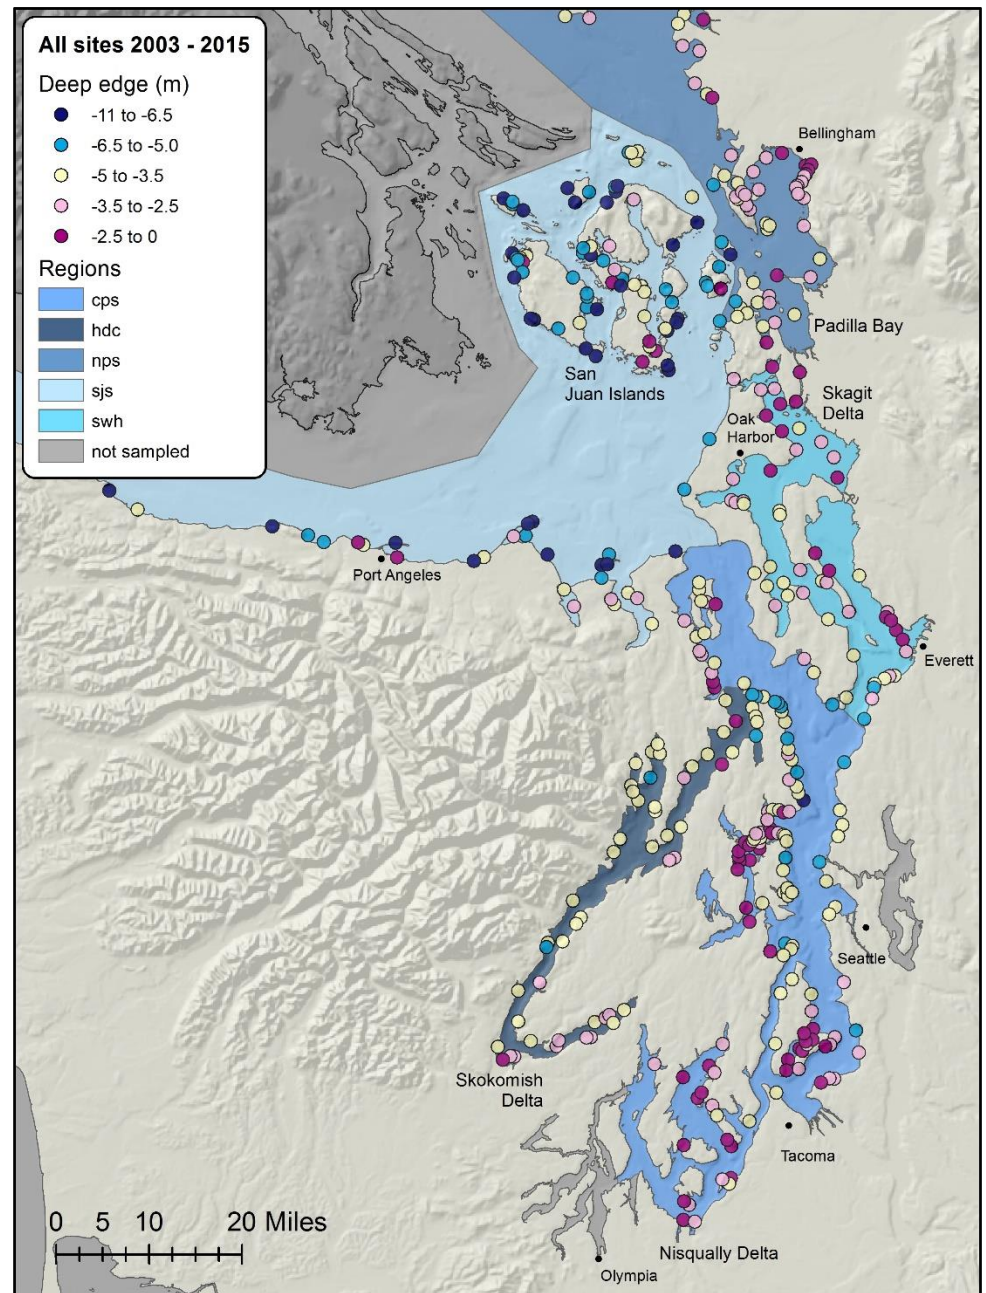 All sites 2003 - 2015
Deep edge (m)
-11 to -6.5
-6.5 to -5.0
-5 to -3.5
-3.5 to -2.5
-2.5 to 0
Regions
cps
hdc
nps
sjs
swh
not sampled
Bellingham
Padilla Bay
San
Juan Islands
Skagit
Delta
Oak
Harbor
Port Angeles
Everett
Seattle
Skokomish
Delta
Tacoma
Nisqually Delta
Olympia
0 5 10 20 Miles